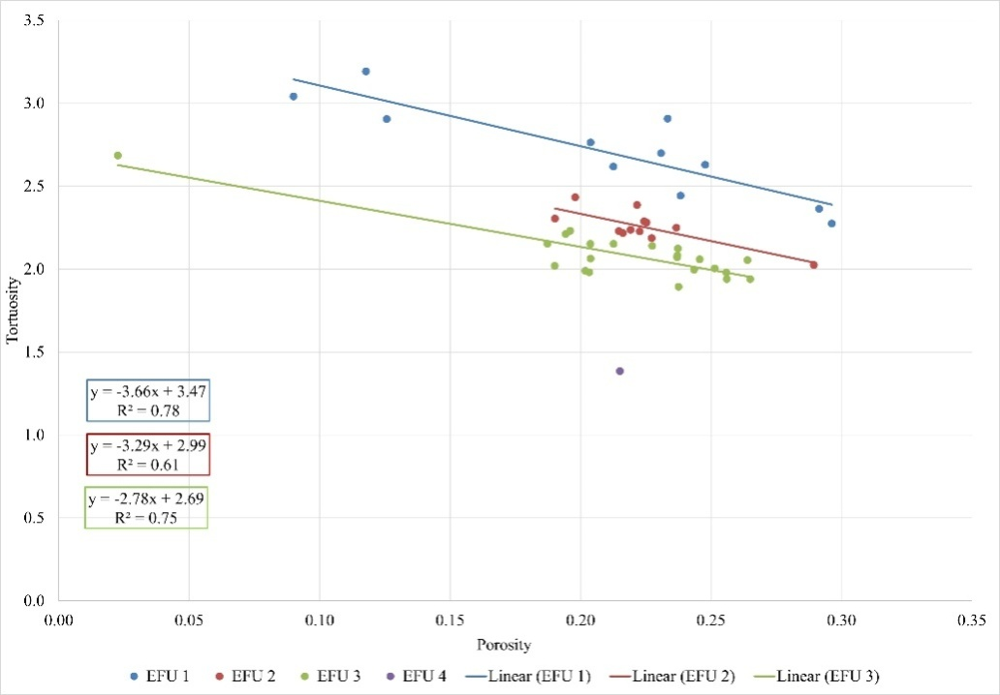 3.5
3.0
2.5
2.0
1.5
1.0
0.5
0.0
Tortuosity
y = -3.66x + 3.47
R² = 0.78
y = -3.29x + 2.99
R² = 0.61
y = -2.78x + 2.69
R² = 0.75
0.00 0.05 0.10 0.15 0.20 0.25 0.30 0.35
Porosity
EFU 1 EFU 2 EFU 3 EFU 4 Linear (EFU 1) Linear (EFU 2) Linear (EFU 3)